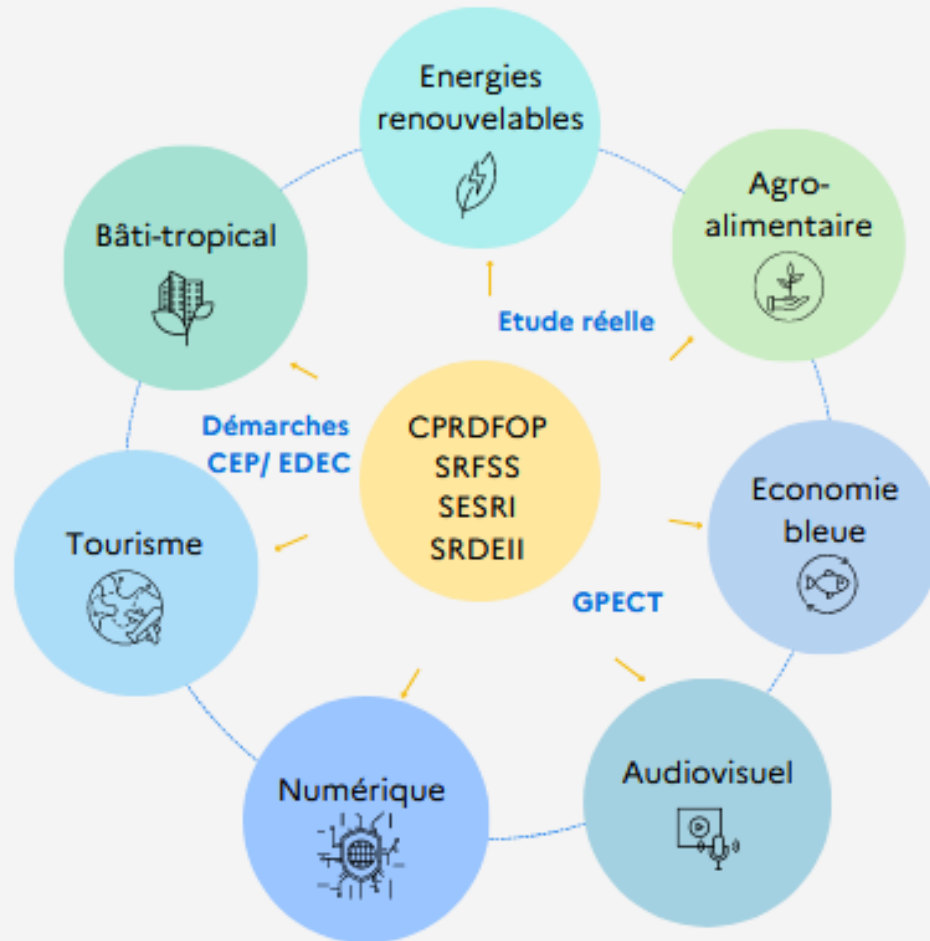 Energies
renouvelables
Agro-
alimentaire
Bâti-tropical
Etude réelle
Démarches
CEP/ EDEC
CPRDFOP
SRFSS
SESRI
SRDEII
Economie
bleue
Tourisme
GPECT
Numérique
Audiovisuel